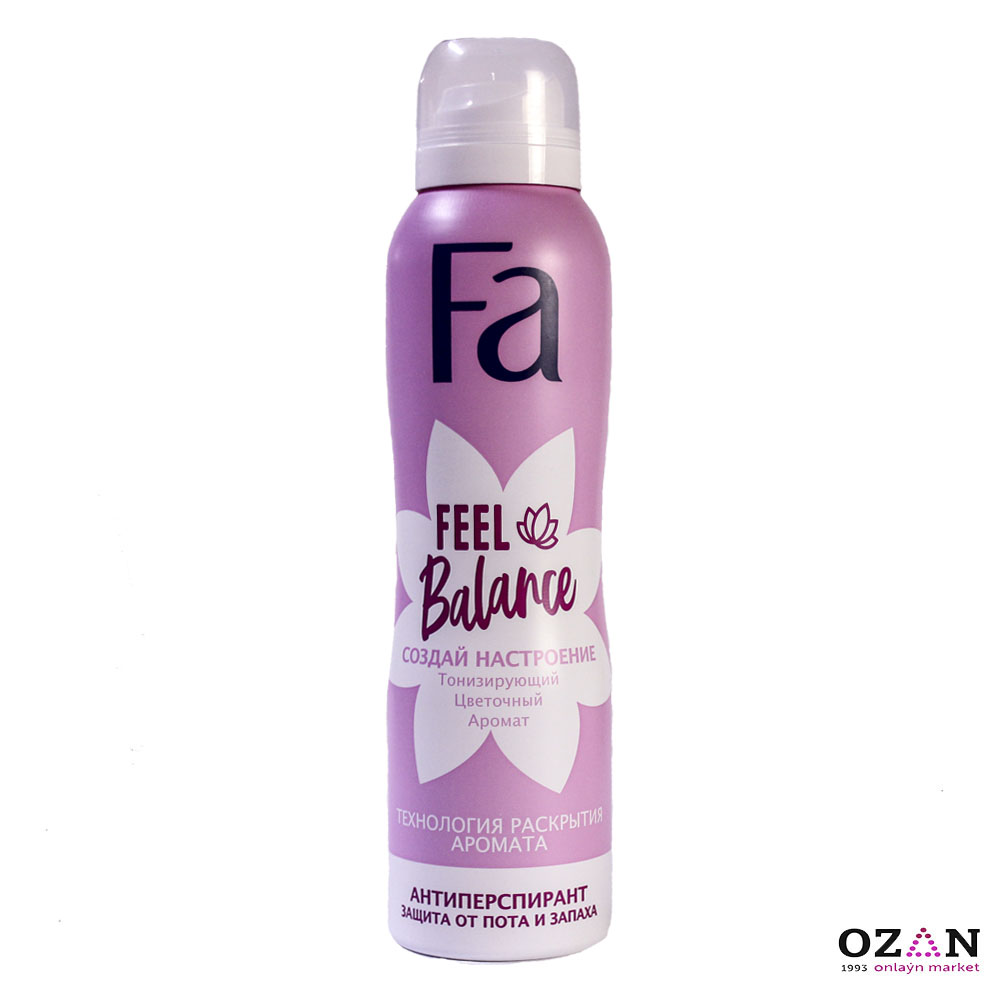 Fa
FEEL
Balance
СОЗДАЙ НАСТРОЕНИЕ
Тонизирующий
Цветочный
Аромат
ТЕХНОЛОГИЯ РАСКРЫТИЯ
АРОМАТА
АНТИПЕРСПИРАНТ
ЗАЩИТА ОТ ПОТА И ЗАПАХА
OZAN
1993 onlaýn market